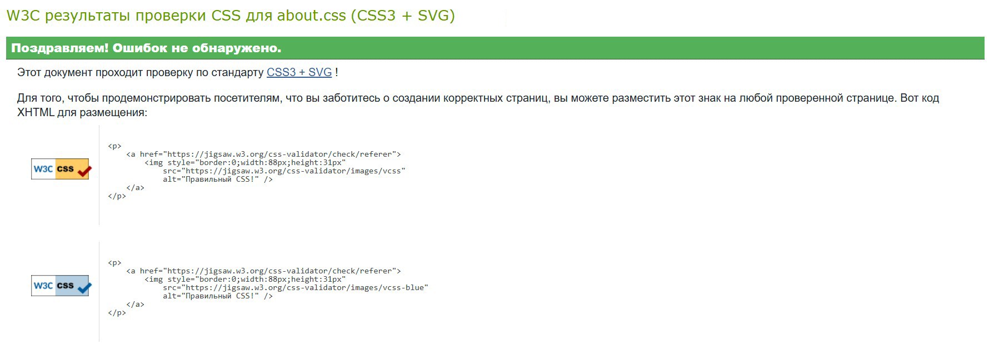 W3C результаты проверки CSS для about.css (CSS3 + SVG)
Поздравляем! Ошибок не обнаружено.
Этот документ проходит проверку по стандарту CSS3 + SVG !
Для того, чтобы продемонстрировать посетителям, что вы заботитесь о создании корректных страниц, вы можете разместить этот знак на любой проверенной странице. Вот код
XHTML для размещения:
W3C css
<p>
    <a href="https://jigsaw.w3.org/css-validator/check/referer">
        <img style="border:0;width:88px;height:31px"
            src="https://jigsaw.w3.org/css-validator/images/vcss"
            alt="Правильный CSS!" />
    </a>
</p>
W3C css
<p>
    <a href="https://jigsaw.w3.org/css-validator/check/referer">
        <img style="border:0;width:88px;height:31px"
            src="https://jigsaw.w3.org/css-validator/images/vcss-blue"
            alt="Правильный CSS!" />
    </a>
</p>